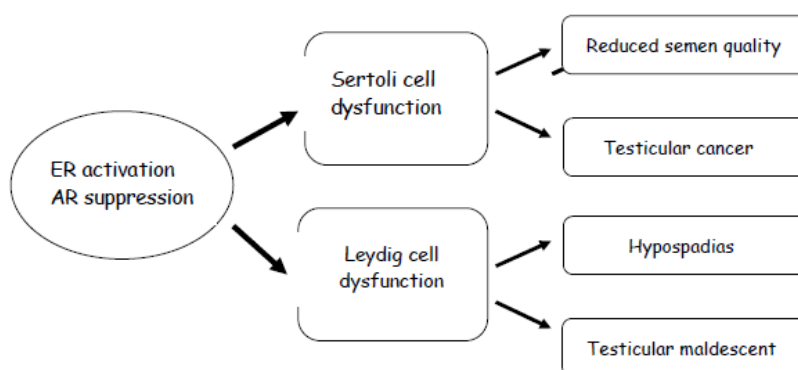 Reduced semen quality
Sertoli cell
dysfunction
Testicular cancer
ER activation
AR suppression
Hypospadias
Leydig cell
dysfunction
Testicular maldescent